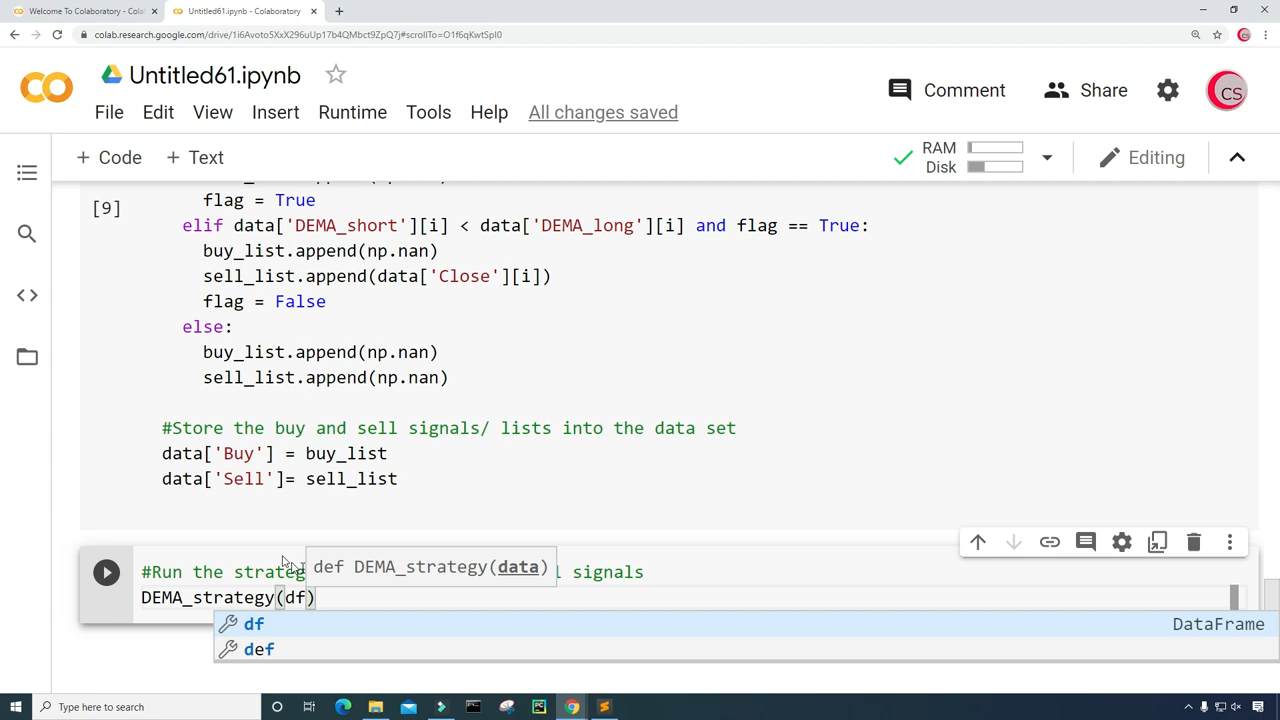 Welcome To Colaboratory - Cola
Untitled61.ipynb - Colaboratory
colab.research.google.com/drive/1i6Avoto5XxX296uUp17b4QMbct9ZpQ7j#scrollTo=O1f6qKwtSpI0
Untitled61.ipynb
Comment
Share
CS
File Edit View Insert Runtime Tools Help All changes saved
+ Code + Text
RAM
Disk
Editing
[9]
flag = True
elif data['DEMA_short'][i] < data['DEMA_long'][i] and flag == True:
buy_list.append(np.nan)
sell_list.append(data['Close'][i])
flag = False
else:
buy_list.append(np.nan)
sell_list.append(np.nan)
#Store the buy and sell signals/ lists into the data set
data['Buy'] = buy_list
data['Sell']= sell_list
def DEMA_strategy(data)
#Run the strateg signals
DEMA_strategy(df)
df DataFrame
def
Type here to search